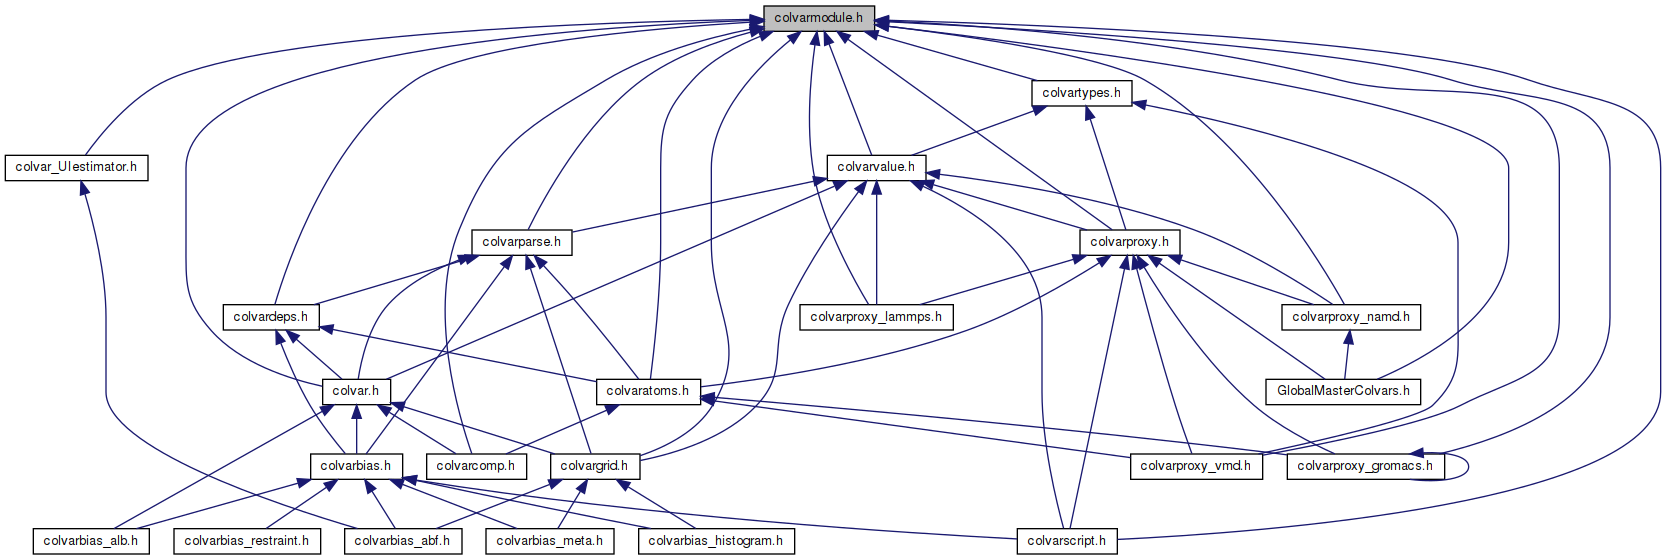 colvarmodule.h
colvartypes.h
colvar_UIestimator.h
colvarvalue.h
colvarparse.h
colvarproxy.h
colvardeps.h
colvarproxy_lammps.h
colvarproxy_namd.h
colvar.h
colvaratoms.h
GlobalMasterColvars.h
colvarbias.h
colvarcomp.h
colvargrid.h
colvarproxy_vmd.h
colvarproxy_gromacs.h
colvarbias_alb.h
colvarbias_restraint.h
colvarbias_abf.h
colvarbias_meta.h
colvarbias_histogram.h
colvarscript.h